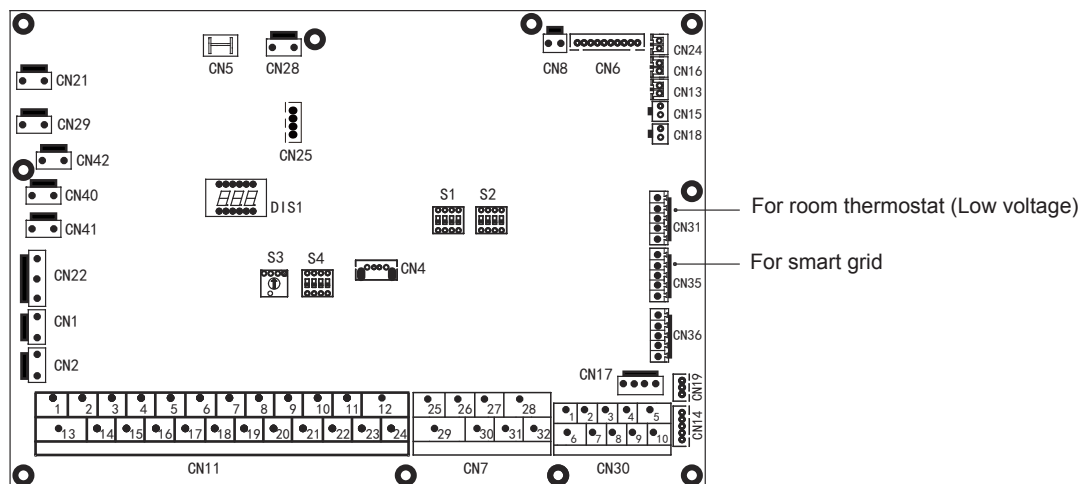 CN5
CN28
CN8
CN6
CN24
CN16
CN13
CN15
CN18
CN21
CN29
CN42
CN40
CN41
CN22
CN1
CN2
CN25
DIS1
S1 S2
S3 S4
CN4
CN31
For room thermostat (Low voltage)
CN35
For smart grid
CN36
CN17
CN19
CN14
1 2 3 4 5 6 7 8 9 10 11 12
13 14 15 16 17 18 19 20 21 22 23 24
CN11
25 26 27 28
29 30 31 32
CN7
1 2 3 4 5
6 7 8 9 10
CN30